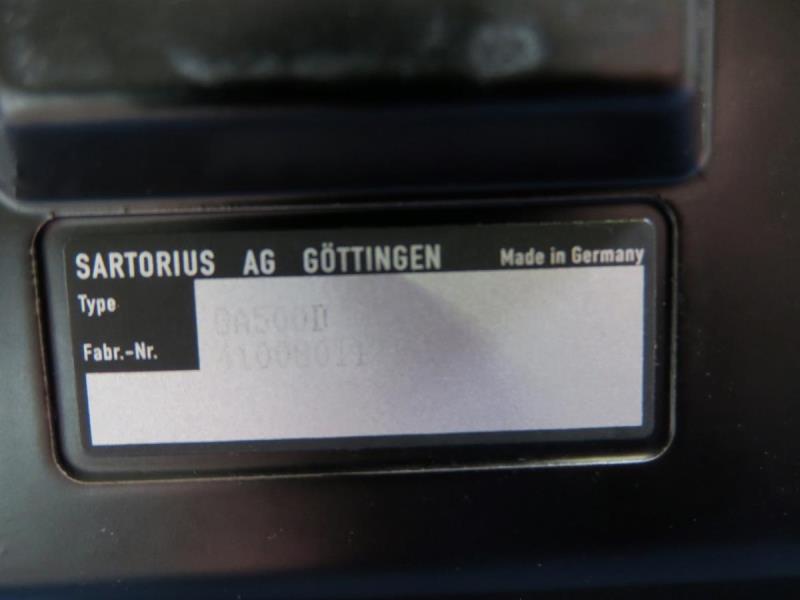 SARTORIUS AG GÖTTINGEN Made in Germany
Type
Fabr.-Nr.